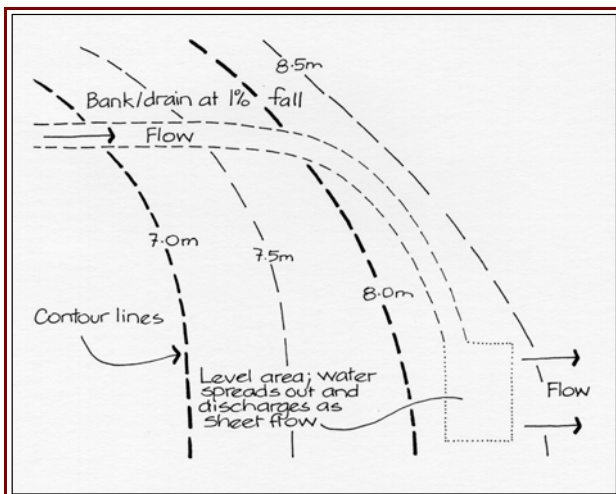 8.5m
Bank/drain at 1% fall
Flow
7.0m
7.5m
8.0m
Contour lines
Level area; water
spreads out and
discharges as
sheet flow
Flow